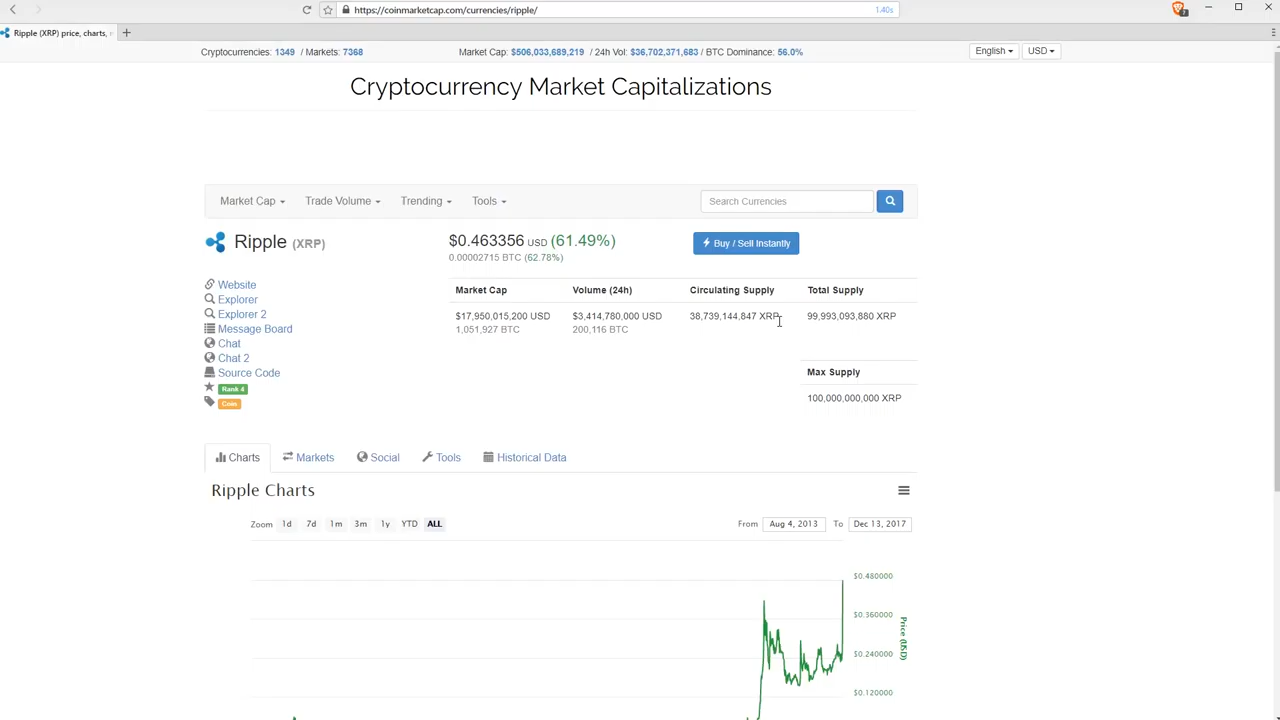 https://coinmarketcap.com/currencies/ripple/ 1.40s
Ripple (XRP) price, charts,
Cryptocurrencies: 1349 / Markets: 7368 Market Cap: $506,033,689,219 / 24h Vol: $36,702,371,683 / BTC Dominance: 56.0% English USD
Cryptocurrency Market Capitalizations
Market Cap Trade Volume Trending Tools Search Currencies
Ripple (XRP) $0.463356 USD (61.49%) Buy / Sell Instantly
0.00002715 BTC (62.78%)
Website
Explorer
Explorer 2
Message Board
Chat
Chat 2
Source Code
Rank 4
Coin
Market Cap Volume (24h) Circulating Supply Total Supply
$17,950,015,200 USD $3,414,780,000 USD 38,739,144,847 XRP 99,993,093,880 XRP
1,051,927 BTC 200,116 BTC
Max Supply
100,000,000,000 XRP
Charts Markets Social Tools Historical Data
Ripple Charts
Zoom 1d 7d 1m 3m 1y YTD ALL From Aug 4, 2013 To Dec 13, 2017
$0.480000
$0.360000
$0.240000
$0.120000
Price (USD)